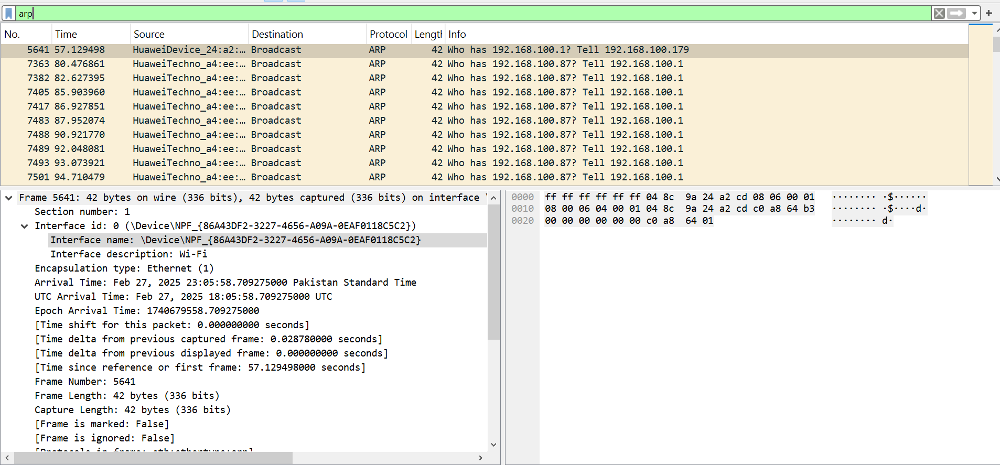 arp
No. Time Source Destination Protocol Lengtl Info
5641 57.129498 HuaweiDevice_24:a2:… Broadcast ARP 42 Who has 192.168.100.1? Tell 192.168.100.179
7363 80.476861 HuaweiTechno_a4:ee:… Broadcast ARP 42 Who has 192.168.100.87? Tell 192.168.100.1
7382 82.627395 HuaweiTechno_a4:ee:… Broadcast ARP 42 Who has 192.168.100.87? Tell 192.168.100.1
7405 85.903960 HuaweiTechno_a4:ee:… Broadcast ARP 42 Who has 192.168.100.87? Tell 192.168.100.1
7417 86.927851 HuaweiTechno_a4:ee:… Broadcast ARP 42 Who has 192.168.100.87? Tell 192.168.100.1
7483 87.952074 HuaweiTechno_a4:ee:… Broadcast ARP 42 Who has 192.168.100.87? Tell 192.168.100.1
7488 90.921770 HuaweiTechno_a4:ee:… Broadcast ARP 42 Who has 192.168.100.87? Tell 192.168.100.1
7489 92.048081 HuaweiTechno_a4:ee:… Broadcast ARP 42 Who has 192.168.100.87? Tell 192.168.100.1
7493 93.073921 HuaweiTechno_a4:ee:… Broadcast ARP 42 Who has 192.168.100.87? Tell 192.168.100.1
7501 94.710479 HuaweiTechno_a4:ee:… Broadcast ARP 42 Who has 192.168.100.87? Tell 192.168.100.1
Frame 5641: 42 bytes on wire (336 bits), 42 bytes captured (336 bits) on interface \
Section number: 1
Interface id: 0 (\Device\NPF_{86A43DF2-3227-4656-A09A-0EAF0118C5C2})
Interface name: \Device\NPF_{86A43DF2-3227-4656-A09A-0EAF0118C5C2}
Interface description: Wi-Fi
Encapsulation type: Ethernet (1)
Arrival Time: Feb 27, 2025 23:05:58.709275000 Pakistan Standard Time
UTC Arrival Time: Feb 27, 2025 18:05:58.709275000 UTC
Epoch Arrival Time: 1740679558.709275000
[Time shift for this packet: 0.000000000 seconds]
[Time delta from previous captured frame: 0.028780000 seconds]
[Time delta from previous displayed frame: 0.000000000 seconds]
[Time since reference or first frame: 57.129498000 seconds]
Frame Number: 5641
Frame Length: 42 bytes (336 bits)
Capture Length: 42 bytes (336 bits)
[Frame is marked: False]
[Frame is ignored: False]
[Protocols in frame: eth:ethertype:arp]
0000 ff ff ff ff ff ff 04 8c 9a 24 a2 cd 08 06 00 01 ········ ·$······
0010 08 00 06 04 00 01 04 8c 9a 24 a2 cd c0 a8 64 b3 ········ ·$····d·
0020 00 00 00 00 00 00 c0 a8 64 01 ········ d·